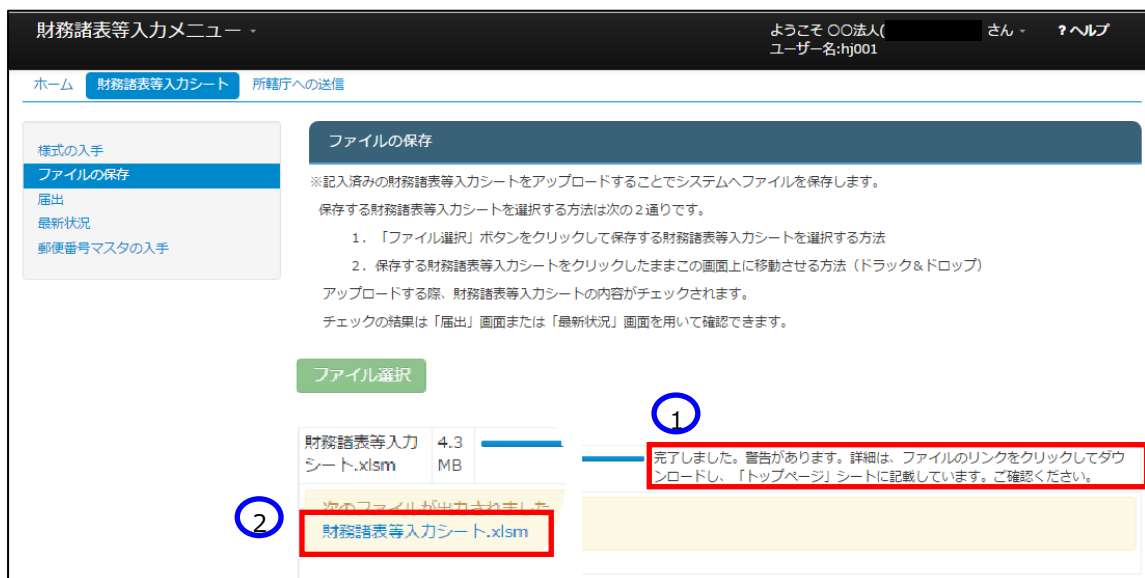 財務諸表等入力メニュー
ようこそ 〇〇法人( さん ? ヘルプ
ユーザー名:hj001
ホーム 財務諸表等入力シート 所轄庁への送信
様式の入手
ファイルの保存
届出
最新状況
郵便番号マスタの入手
ファイルの保存
※記入済みの財務諸表等入力シートをアップロードすることでシステムへファイルを保存します。
保存する財務諸表等入力シートを選択する方法は次の2通りです。
1. 「ファイル選択」ボタンをクリックして保存する財務諸表等入力シートを選択する方法
2. 保存する財務諸表等入力シートをクリックしたままこの画面上に移動させる方法(ドラック&ドロップ)
アップロードする際、財務諸表等入力シートの内容がチェックされます。
チェックの結果は「届出」画面または「最新状況」画面を用いて確認できます。
ファイル選択
1
財務諸表等入力 4.3
シート.xlsm MB
完了しました。警告があります。詳細は、ファイルのリンクをクリックしてダウ
ンロードし、「トップページ」シートに記載しています。ご確認ください。
次のファイルが出力されました
2
財務諸表等入力シート.xlsm